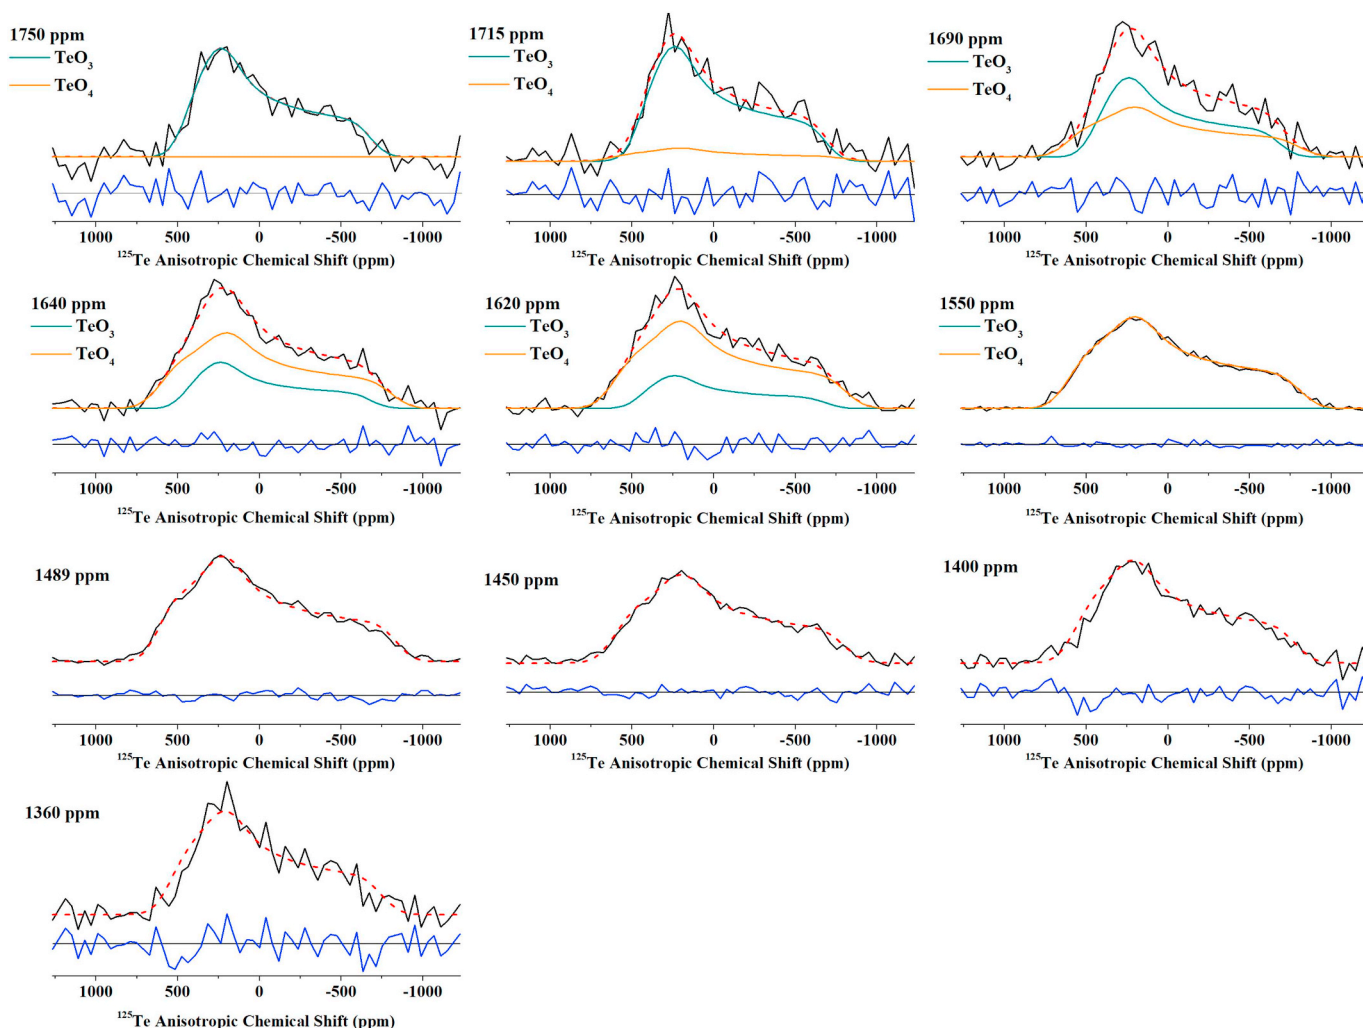 1750 ppm
TeO₃
TeO₄
1000 500 0 -500 -1000
¹²⁵Te Anisotropic Chemical Shift (ppm)
1715 ppm
TeO₃
TeO₄
1000 500 0 -500 -1000
¹²⁵Te Anisotropic Chemical Shift (ppm)
1690 ppm
TeO₃
TeO₄
1000 500 0 -500 -1000
¹²⁵Te Anisotropic Chemical Shift (ppm)
1640 ppm
TeO₃
TeO₄
1000 500 0 -500 -1000
¹²⁵Te Anisotropic Chemical Shift (ppm)
1620 ppm
TeO₃
TeO₄
1000 500 0 -500 -1000
¹²⁵Te Anisotropic Chemical Shift (ppm)
1550 ppm
TeO₃
TeO₄
1000 500 0 -500 -1000
¹²⁵Te Anisotropic Chemical Shift (ppm)
1489 ppm
1000 500 0 -500 -1000
¹²⁵Te Anisotropic Chemical Shift (ppm)
1450 ppm
1000 500 0 -500 -1000
¹²⁵Te Anisotropic Chemical Shift (ppm)
1400 ppm
1000 500 0 -500 -1000
¹²⁵Te Anisotropic Chemical Shift (ppm)
1360 ppm
1000 500 0 -500 -1000
¹²⁵Te Anisotropic Chemical Shift (ppm)